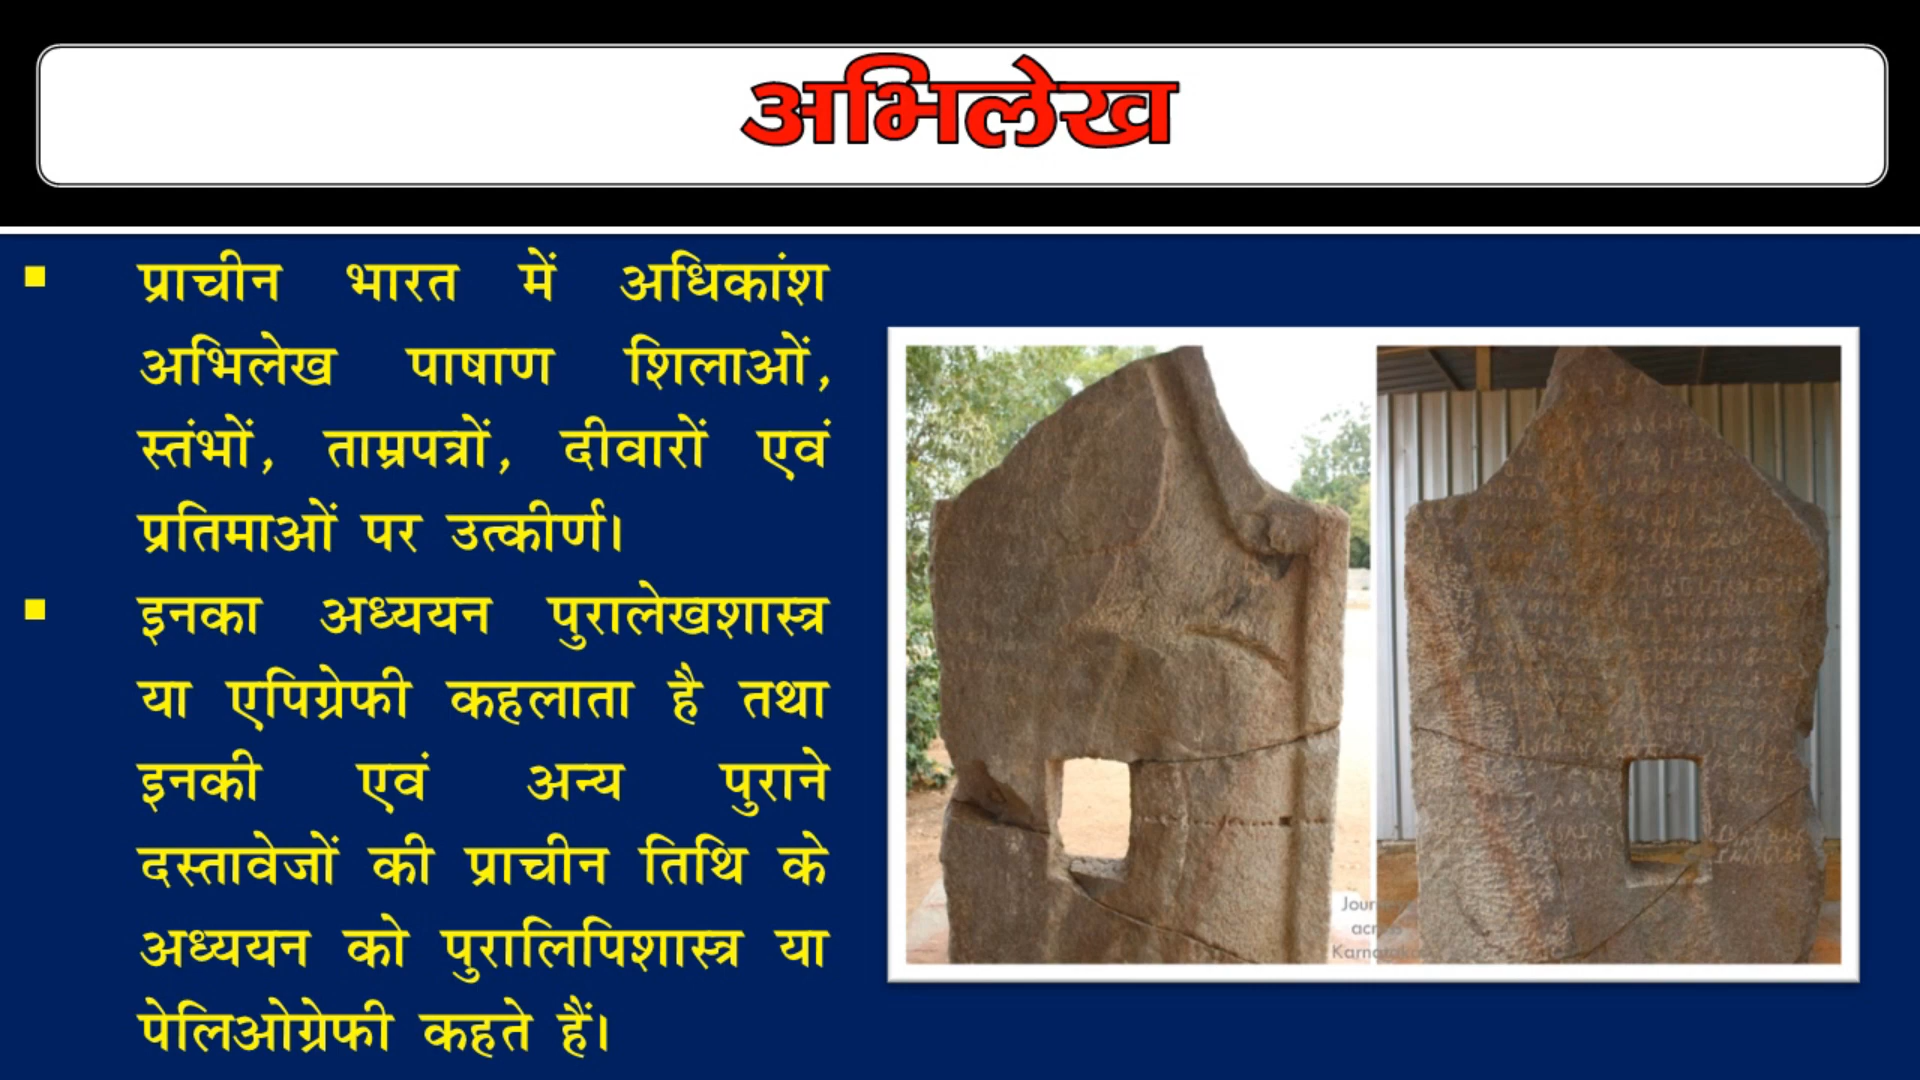 अभिलेख
प्राचीन भारत में अधिकांश
अभिलेख पाषाण शिलाओं,
स्तंभों, ताम्रपत्रों, दीवारों एवं
प्रतिमाओं पर उत्कीर्ण।
इनका अध्ययन पुरालेखशास्त्र
या एपिग्रेफी कहलाता है तथा
इनकी एवं अन्य पुराने
दस्तावेजों की प्राचीन तिथि के
अध्ययन को पुरालिपिशास्त्र या
पेलिओग्रेफी कहते हैं।